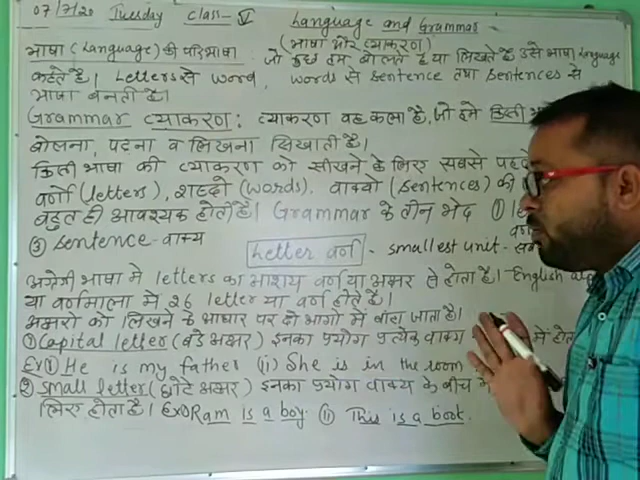 07/7/20 Tuesday Class- V Language and Grammar
(भाषा और व्याकरण)
भाषा (Language) की परिभाषा : जो कुछ हम बोलते है या लिखते है उसे भाषा Language
कहते है। Letters से word, words से Sentence तथा Sentences से
भाषा बनती है।
Grammar व्याकरण : व्याकरण वह कला है, जो हमे किसी
बोलना, पढना व लिखना सिखाती है।
किसी भाषा की व्याकरण को सीखने के लिए सबसे पहले
वर्णो (letters), शब्दो (words), वाक्यो (Sentences) की
बहुत ही आवश्यक होती है। Grammar के तीन भेद ①
③ Sentence - वाक्य
Letter वर्ण - Smallest unit -
अंग्रेजी भाषा मे letters का आशय वर्ण या अक्षर से होता है। English
या वर्णमाला मे 26 letter या वर्ण होते है।
अक्षरो को लिखने के आधार पर दो भागो में बाँटा जाता है।
① Capital letter (बडे अक्षर) इनका प्रयोग प्रत्येक वाक्य में
Ex① He is my father (ii) She is in the room
② Small letter (छोटे अक्षर) इनका प्रयोग वाक्य के बीच
लिए होता है। Ex① Ram is a boy. (ii) This is a book.